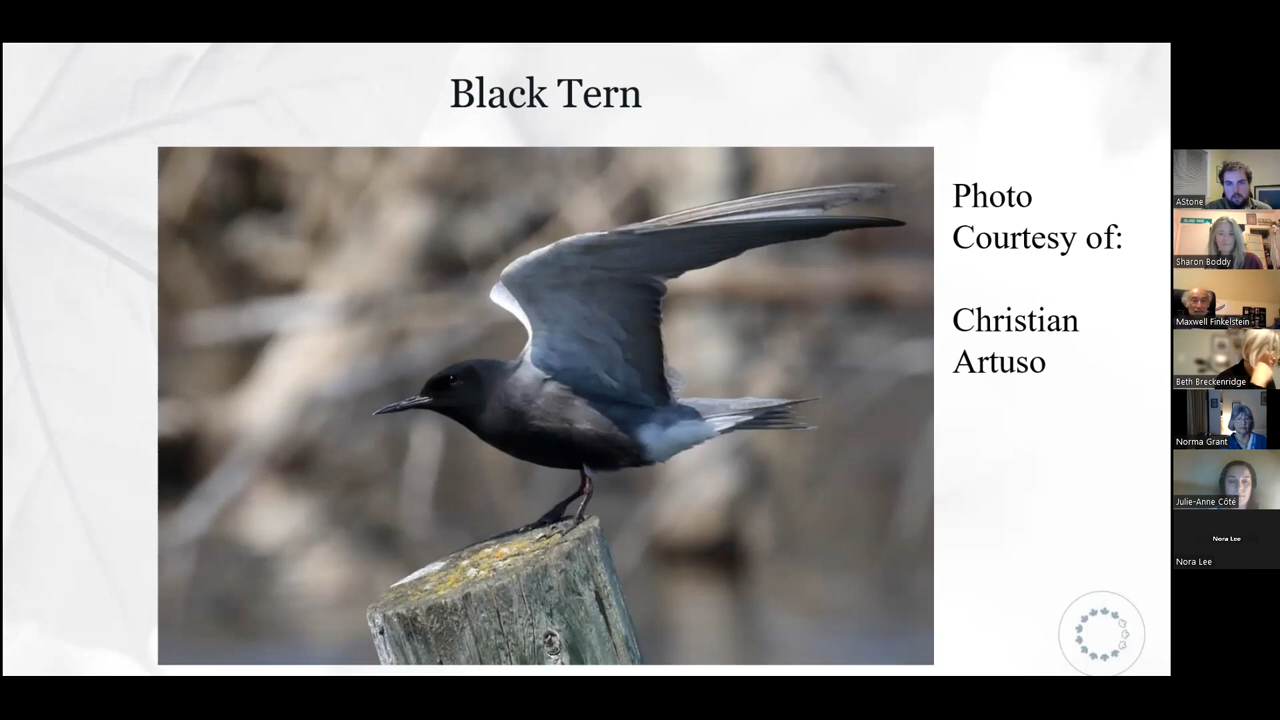 Black Tern
Photo
Courtesy of:
Christian
Artuso
AStone
Sharon Boddy
Maxwell Finkelstein
Beth Breckenridge
Norma Grant
Julie-Anne Côté
Nora Lee
Nora Lee